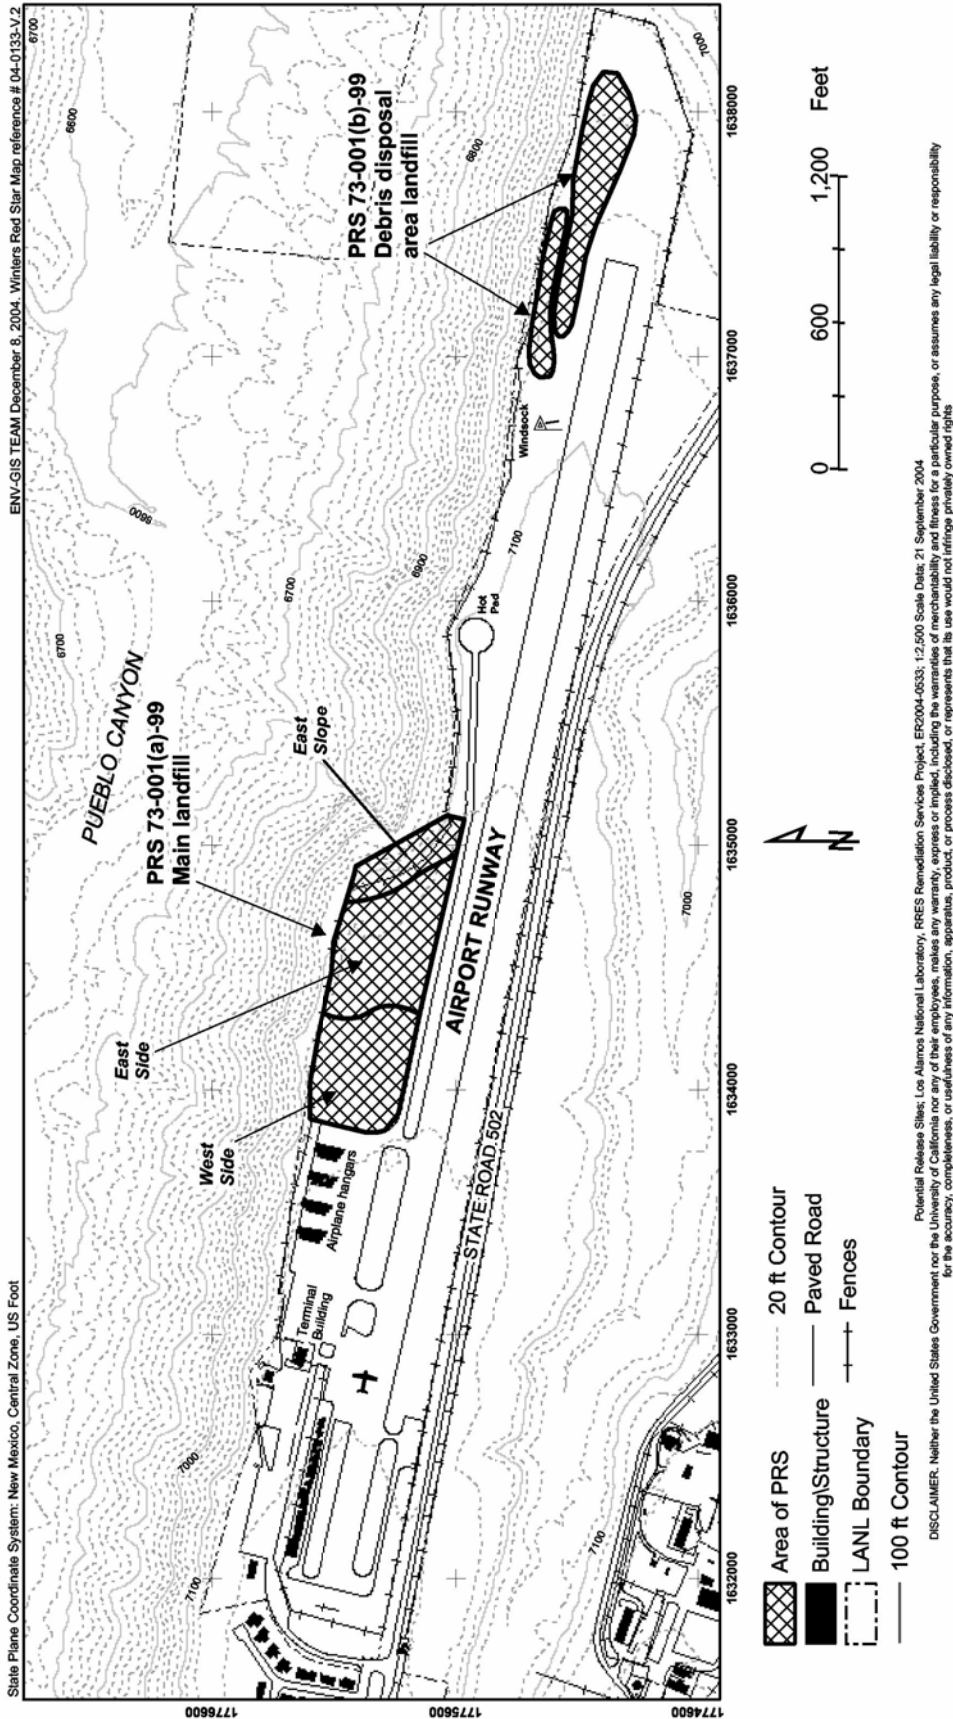 State Plane Coordinate System: New Mexico, Central Zone, US Foot
ENV-GIS TEAM December 8, 2004. Winters Red Star Map reference # 04-0133-V.2
6700
6600
6600
6700
PUEBLO CANYON
6700
6800
6900
7000
7000
7100
7100
7100
7000
PRS 73-001(a)-99
Main landfill
East
Slope
East
Side
West
Side
PRS 73-001(b)-99
Debris disposal
area landfill
Windsock
Hot
Pad
Airplane hangars
Terminal
Building
AIRPORT RUNWAY
STATE ROAD 502
1776600
1775600
1774600
1632000
1633000
1634000
1635000
1636000
1637000
1638000
Area of PRS
Building\Structure
LANL Boundary
100 ft Contour
20 ft Contour
Paved Road
Fences
N
0
600
1,200
Feet
Potential Release Sites; Los Alamos National Laboratory, RRES Remediation Services Project, ER2004-0533; 1:2,500 Scale Data; 21 September 2004
DISCLAIMER. Neither the United States Government nor the University of California nor any of their employees, makes any warranty, express or implied, including the warranties of merchantability and fitness for a particular purpose, or assumes any legal liability or responsibility
for the accuracy, completeness, or usefulness of any information, apparatus, product, or process disclosed, or represents that its use would not infringe privately owned rights